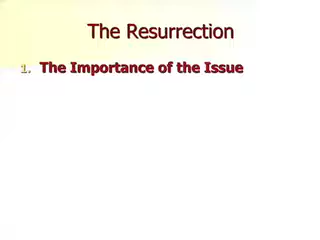 The Resurrection
1. The Importance of the Issue